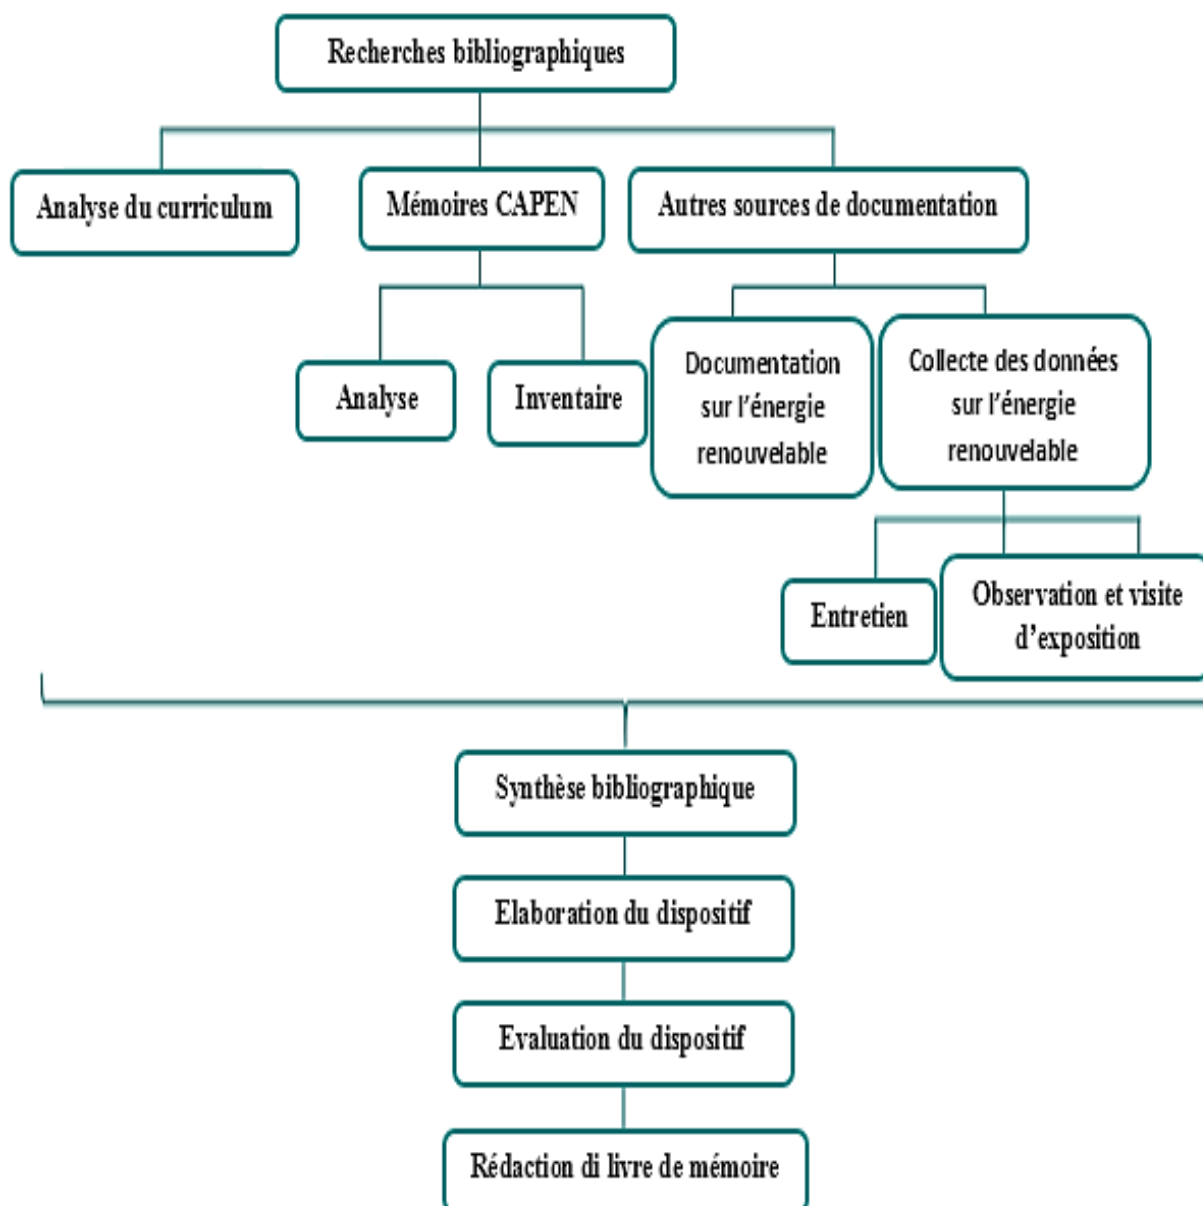 Recherches bibliographiques
Analyse du curriculum
Mémoires CAPEN
Autres sources de documentation
Analyse
Inventaire
Documentation
sur l'énergie
renouvelable
Collecte des données
sur l'énergie
renouvelable
Entretien
Observation et visite
d'exposition
Synthèse bibliographique
Elaboration du dispositif
Evaluation du dispositif
Rédaction di livre de mémoire